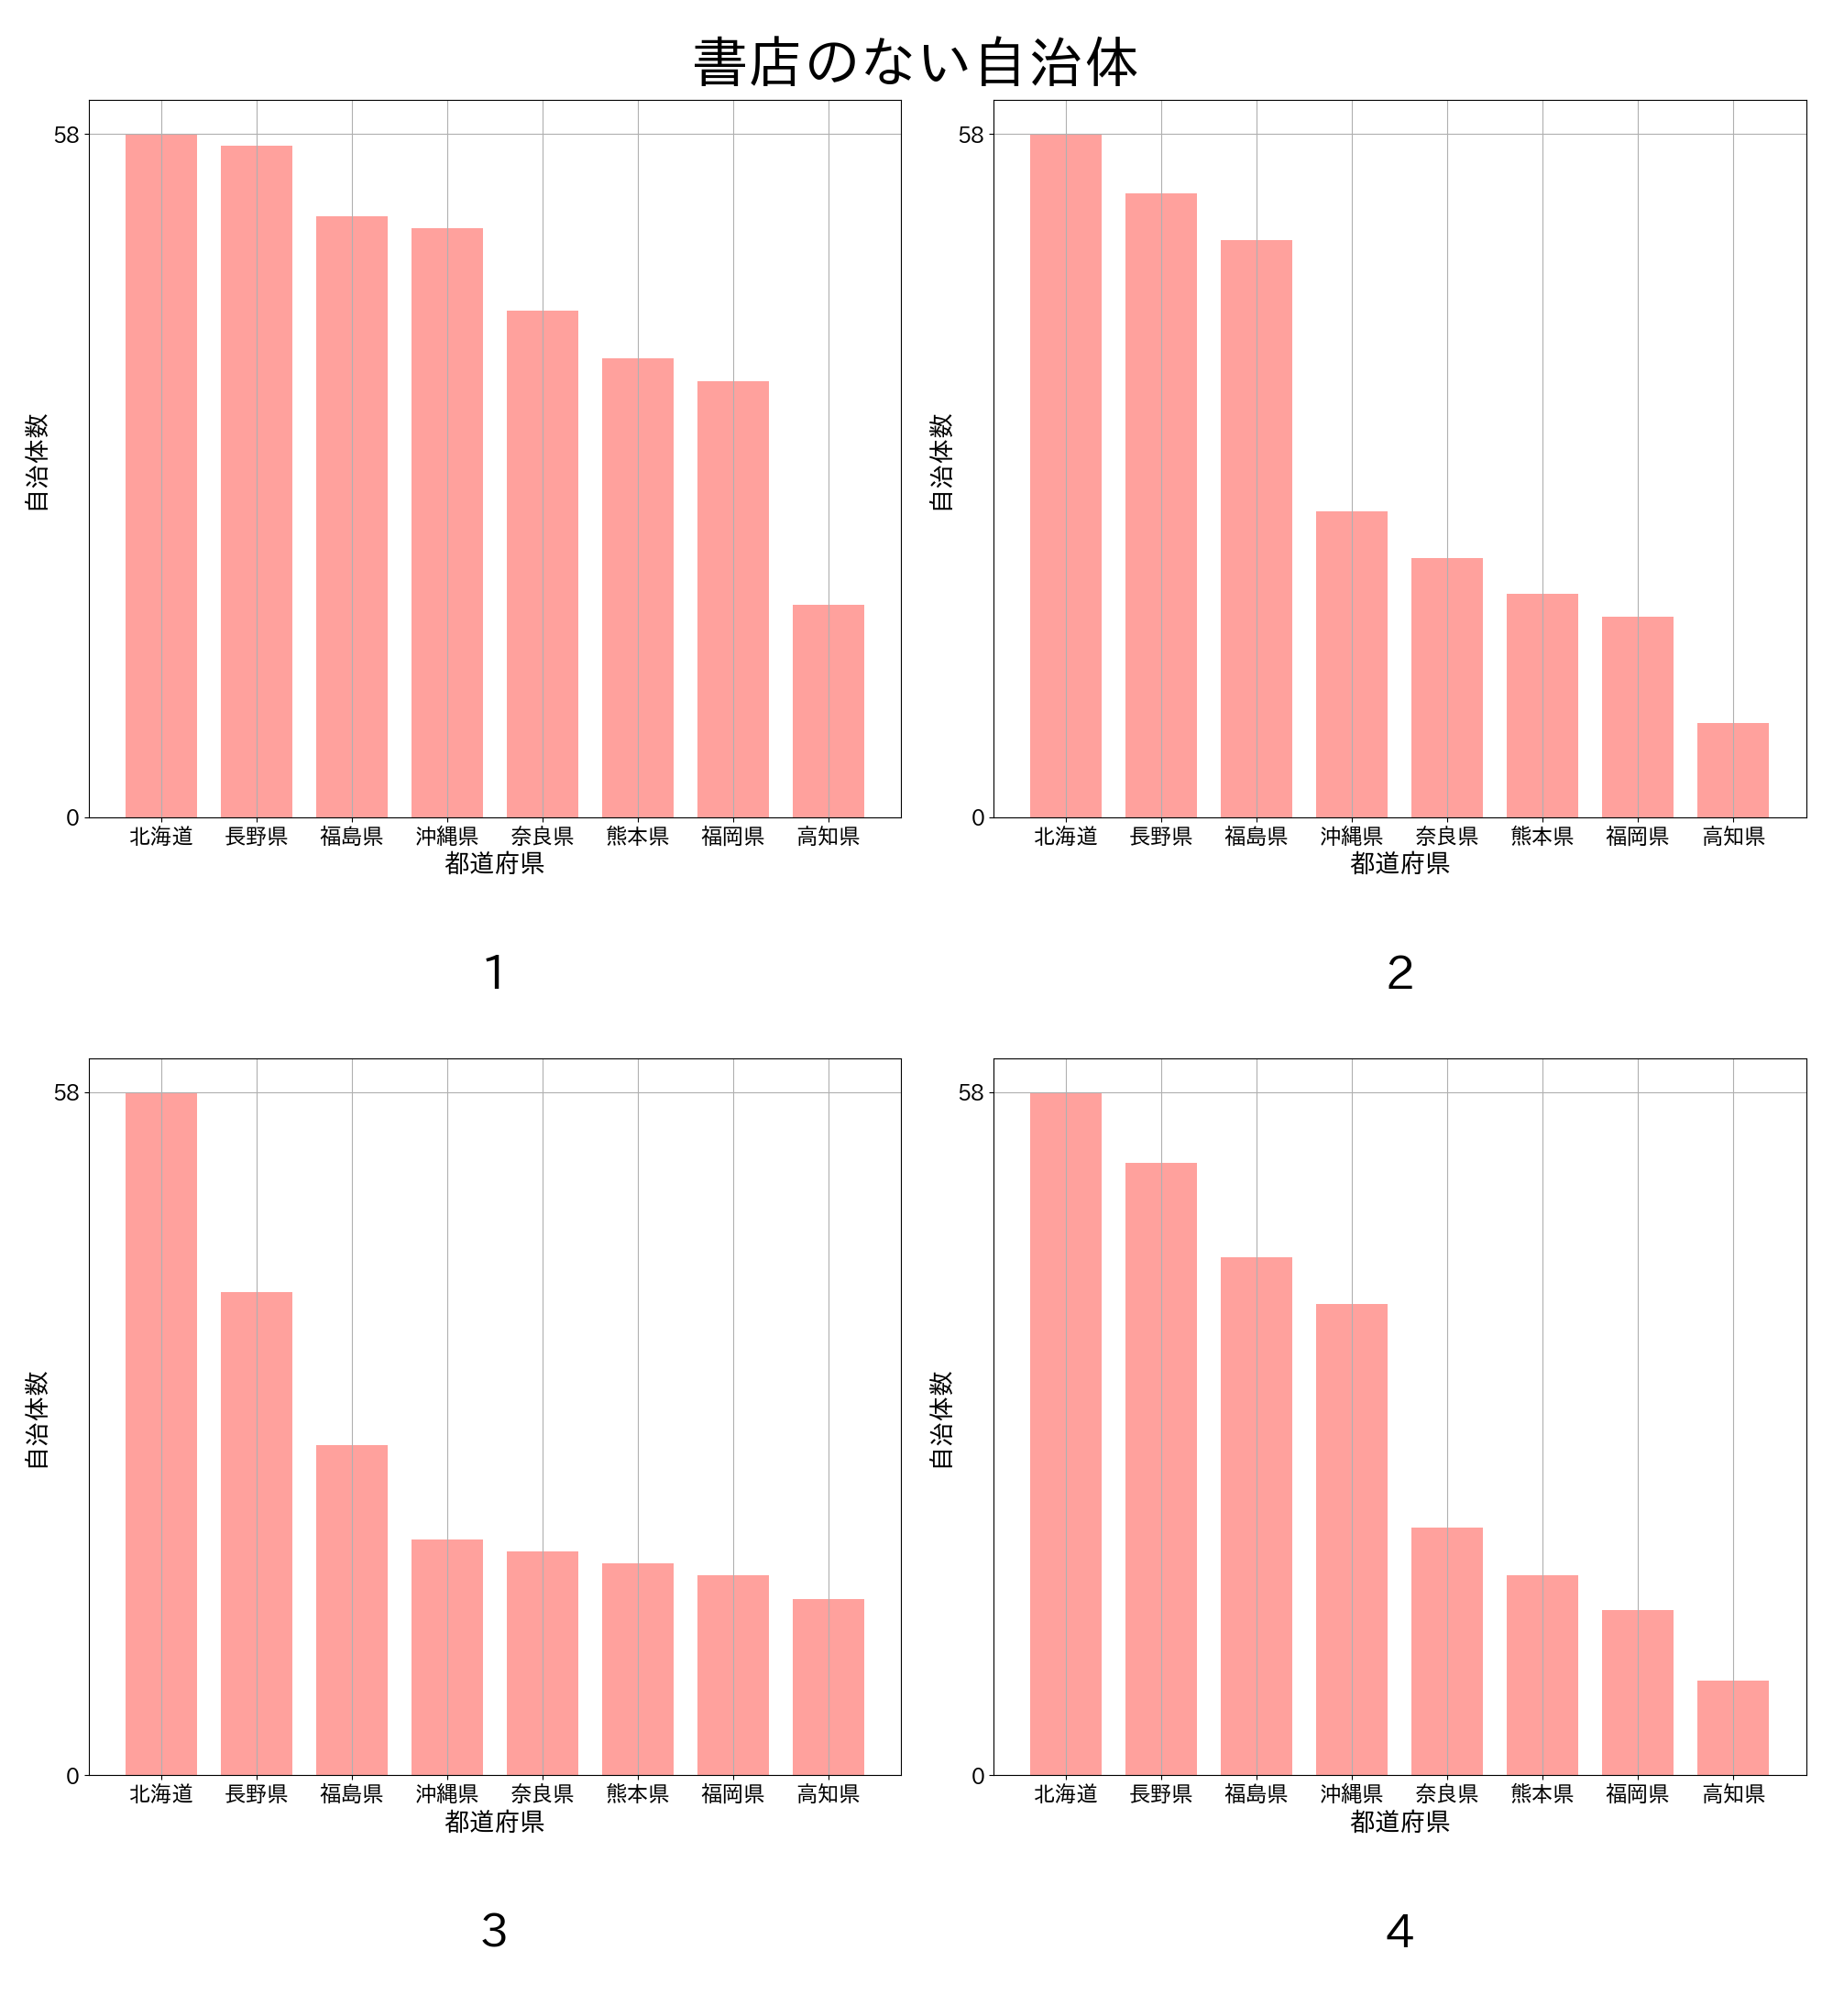 書店のない自治体
58
0
自治体数
北海道 長野県 福島県 沖縄県 奈良県 熊本県 福岡県 高知県
都道府県
1
58
0
自治体数
北海道 長野県 福島県 沖縄県 奈良県 熊本県 福岡県 高知県
都道府県
2
58
0
自治体数
北海道 長野県 福島県 沖縄県 奈良県 熊本県 福岡県 高知県
都道府県
3
58
0
自治体数
北海道 長野県 福島県 沖縄県 奈良県 熊本県 福岡県 高知県
都道府県
4